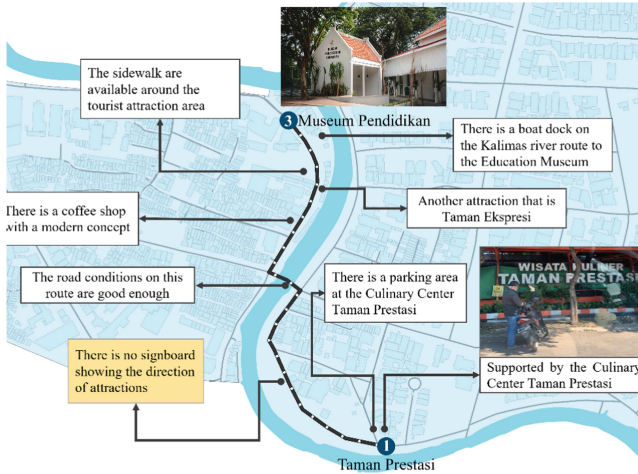 The sidewalk are
available around the
tourist attraction area
3 Museum Pendidikan
There is a boat dock on
the Kalimas river route to
the Education Muscum
There is a coffee shop
with a modern concept
Another attraction that is
Taman Ekspresi
The road conditions on this
route are good enough
There is a parking area
at the Culinary Center
Taman Prestasi
WISATA KULINER
TAMAN PRESTASI
There is no signboard
showing the direction
of attractions
Supported by the Culinary
Center Taman Prestasi
1
Taman Prestasi